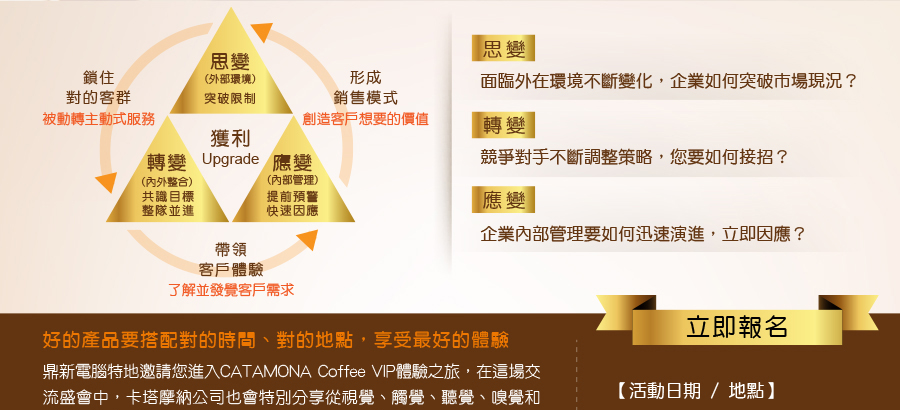 思變
(外部環境)
突破限制
鎖住
對的客群
被動轉主動式服務
形成
銷售模式
創造客戶想要的價值
獲利
Upgrade
轉變
(內外整合)
共識目標
整隊並進
應變
(內部管理)
提前預警
快速因應
帶領
客戶體驗
了解並發覺客戶需求
思變
面臨外在環境不斷變化，企業如何突破市場現況？
轉變
競爭對手不斷調整策略，您要如何接招？
應變
企業內部管理要如何迅速演進，立即因應？
好的產品要搭配對的時間、對的地點，享受最好的體驗
鼎新電腦特地邀請您進入CATAMONA Coffee VIP體驗之旅，在這場交
流盛會中，卡塔摩納公司也會特別分享從視覺、觸覺、聽覺、嗅覺和
立即報名
【活動日期 / 地點】